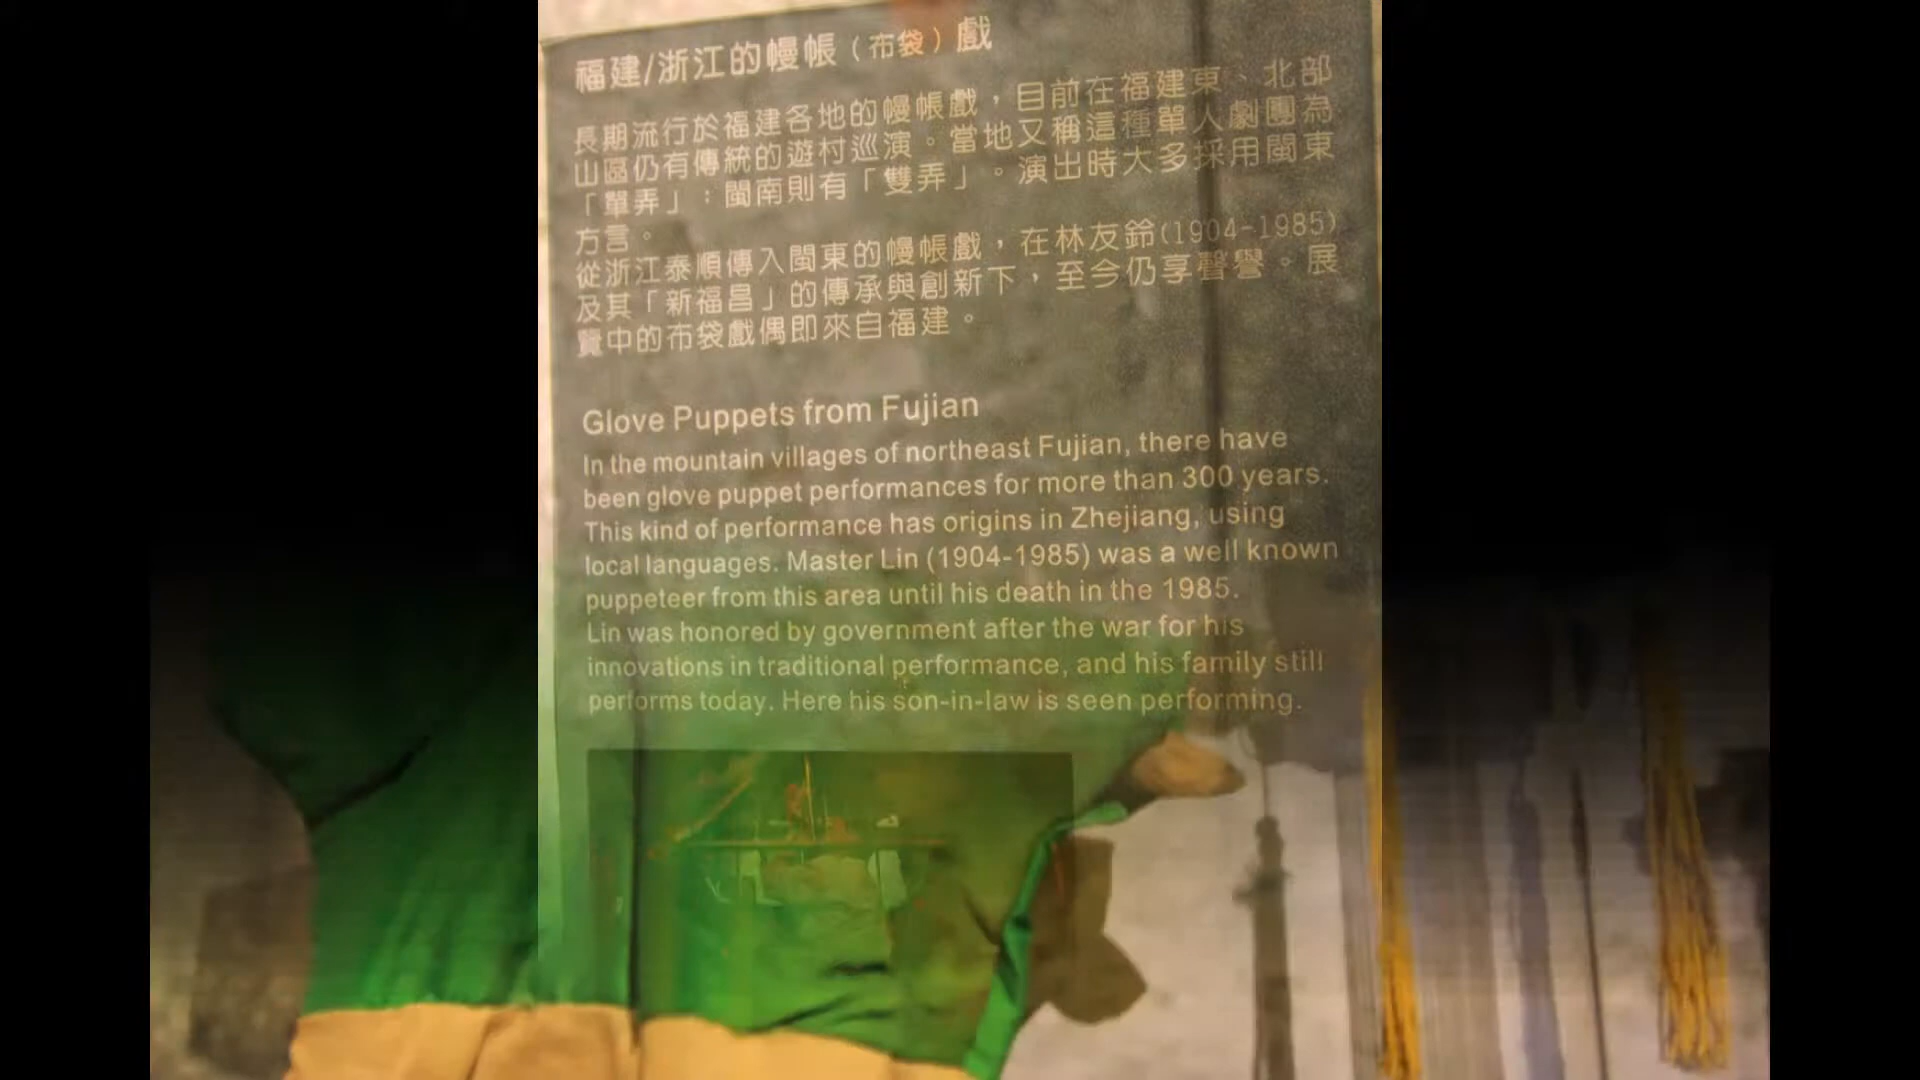 福建/浙江的幔帳（布袋）戲
長期流行於福建各地的幔帳戲，目前在福建東、北部
山區仍有傳統的遊村巡演。當地又稱這種單人劇團為
「單弄」：閩南則有「雙弄」。演出時大多採用閩東
方言。
從浙江泰順傳入閩東的幔帳戲，在林友鈴(1904-1985)
及其「新福昌」的傳承與創新下，至今仍享聲譽。展
覽中的布袋戲偶即來自福建。
Glove Puppets from Fujian
In the mountain villages of northeast Fujian, there have
been glove puppet performances for more than 300 years.
This kind of performance has origins in Zhejiang, using
local languages. Master Lin (1904-1985) was a well known
puppeteer from this area until his death in the 1985.
Lin was honored by government after the war for his
innovations in traditional performance, and his family still
performs today. Here his son-in-law is seen performing.